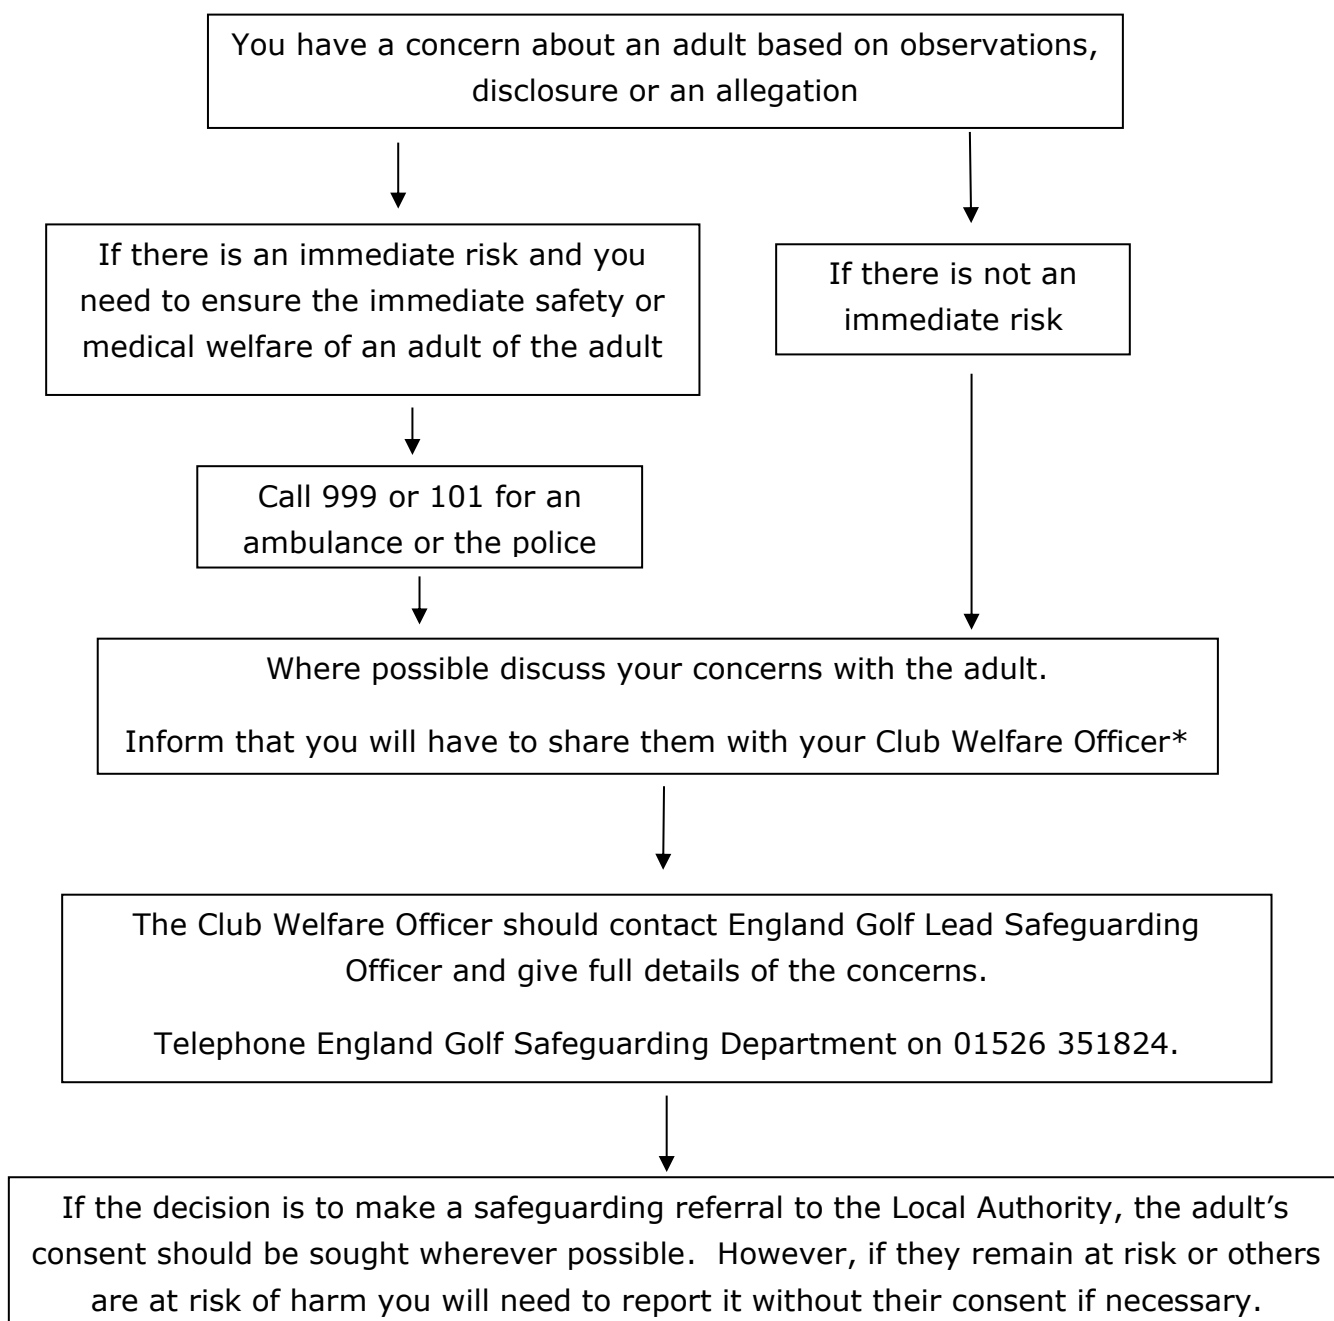 You have a concern about an adult based on observations,
disclosure or an allegation
If there is an immediate risk and you
need to ensure the immediate safety or
medical welfare of an adult of the adult
If there is not an
immediate risk
Call 999 or 101 for an
ambulance or the police
Where possible discuss your concerns with the adult.
Inform that you will have to share them with your Club Welfare Officer*
The Club Welfare Officer should contact England Golf Lead Safeguarding
Officer and give full details of the concerns.
Telephone England Golf Safeguarding Department on 01526 351824.
If the decision is to make a safeguarding referral to the Local Authority, the adult’s
consent should be sought wherever possible.  However, if they remain at risk or others
are at risk of harm you will need to report it without their consent if necessary.